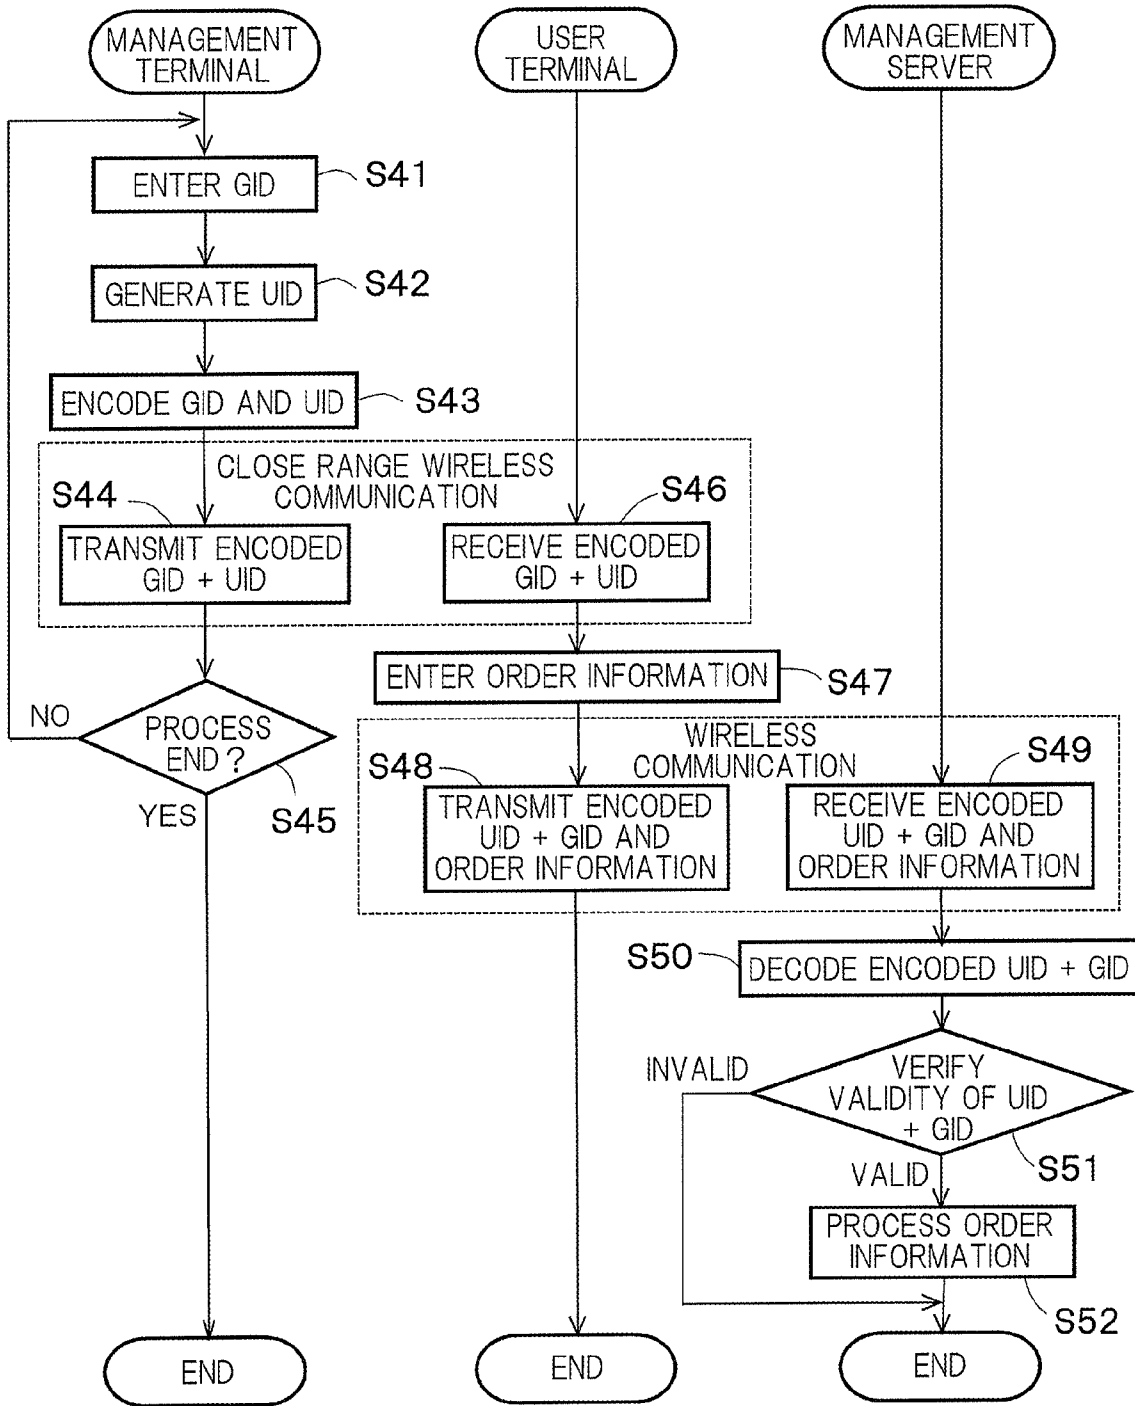 MANAGEMENT
TERMINAL
USER
TERMINAL
MANAGEMENT
SERVER
ENTER GID
S41
GENERATE UID
S42
ENCODE GID AND UID
S43
CLOSE RANGE WIRELESS
COMMUNICATION
S44
TRANSMIT ENCODED
GID + UID
S46
RECEIVE ENCODED
GID + UID
ENTER ORDER INFORMATION
S47
NO
PROCESS
END?
S45
YES
WIRELESS
COMMUNICATION
S48
TRANSMIT ENCODED
UID + GID AND
ORDER INFORMATION
S49
RECEIVE ENCODED
UID + GID AND
ORDER INFORMATION
S50
DECODE ENCODED UID + GID
INVALID
VERIFY
VALIDITY OF UID
+ GID
S51
VALID
PROCESS ORDER
INFORMATION
S52
END
END
END